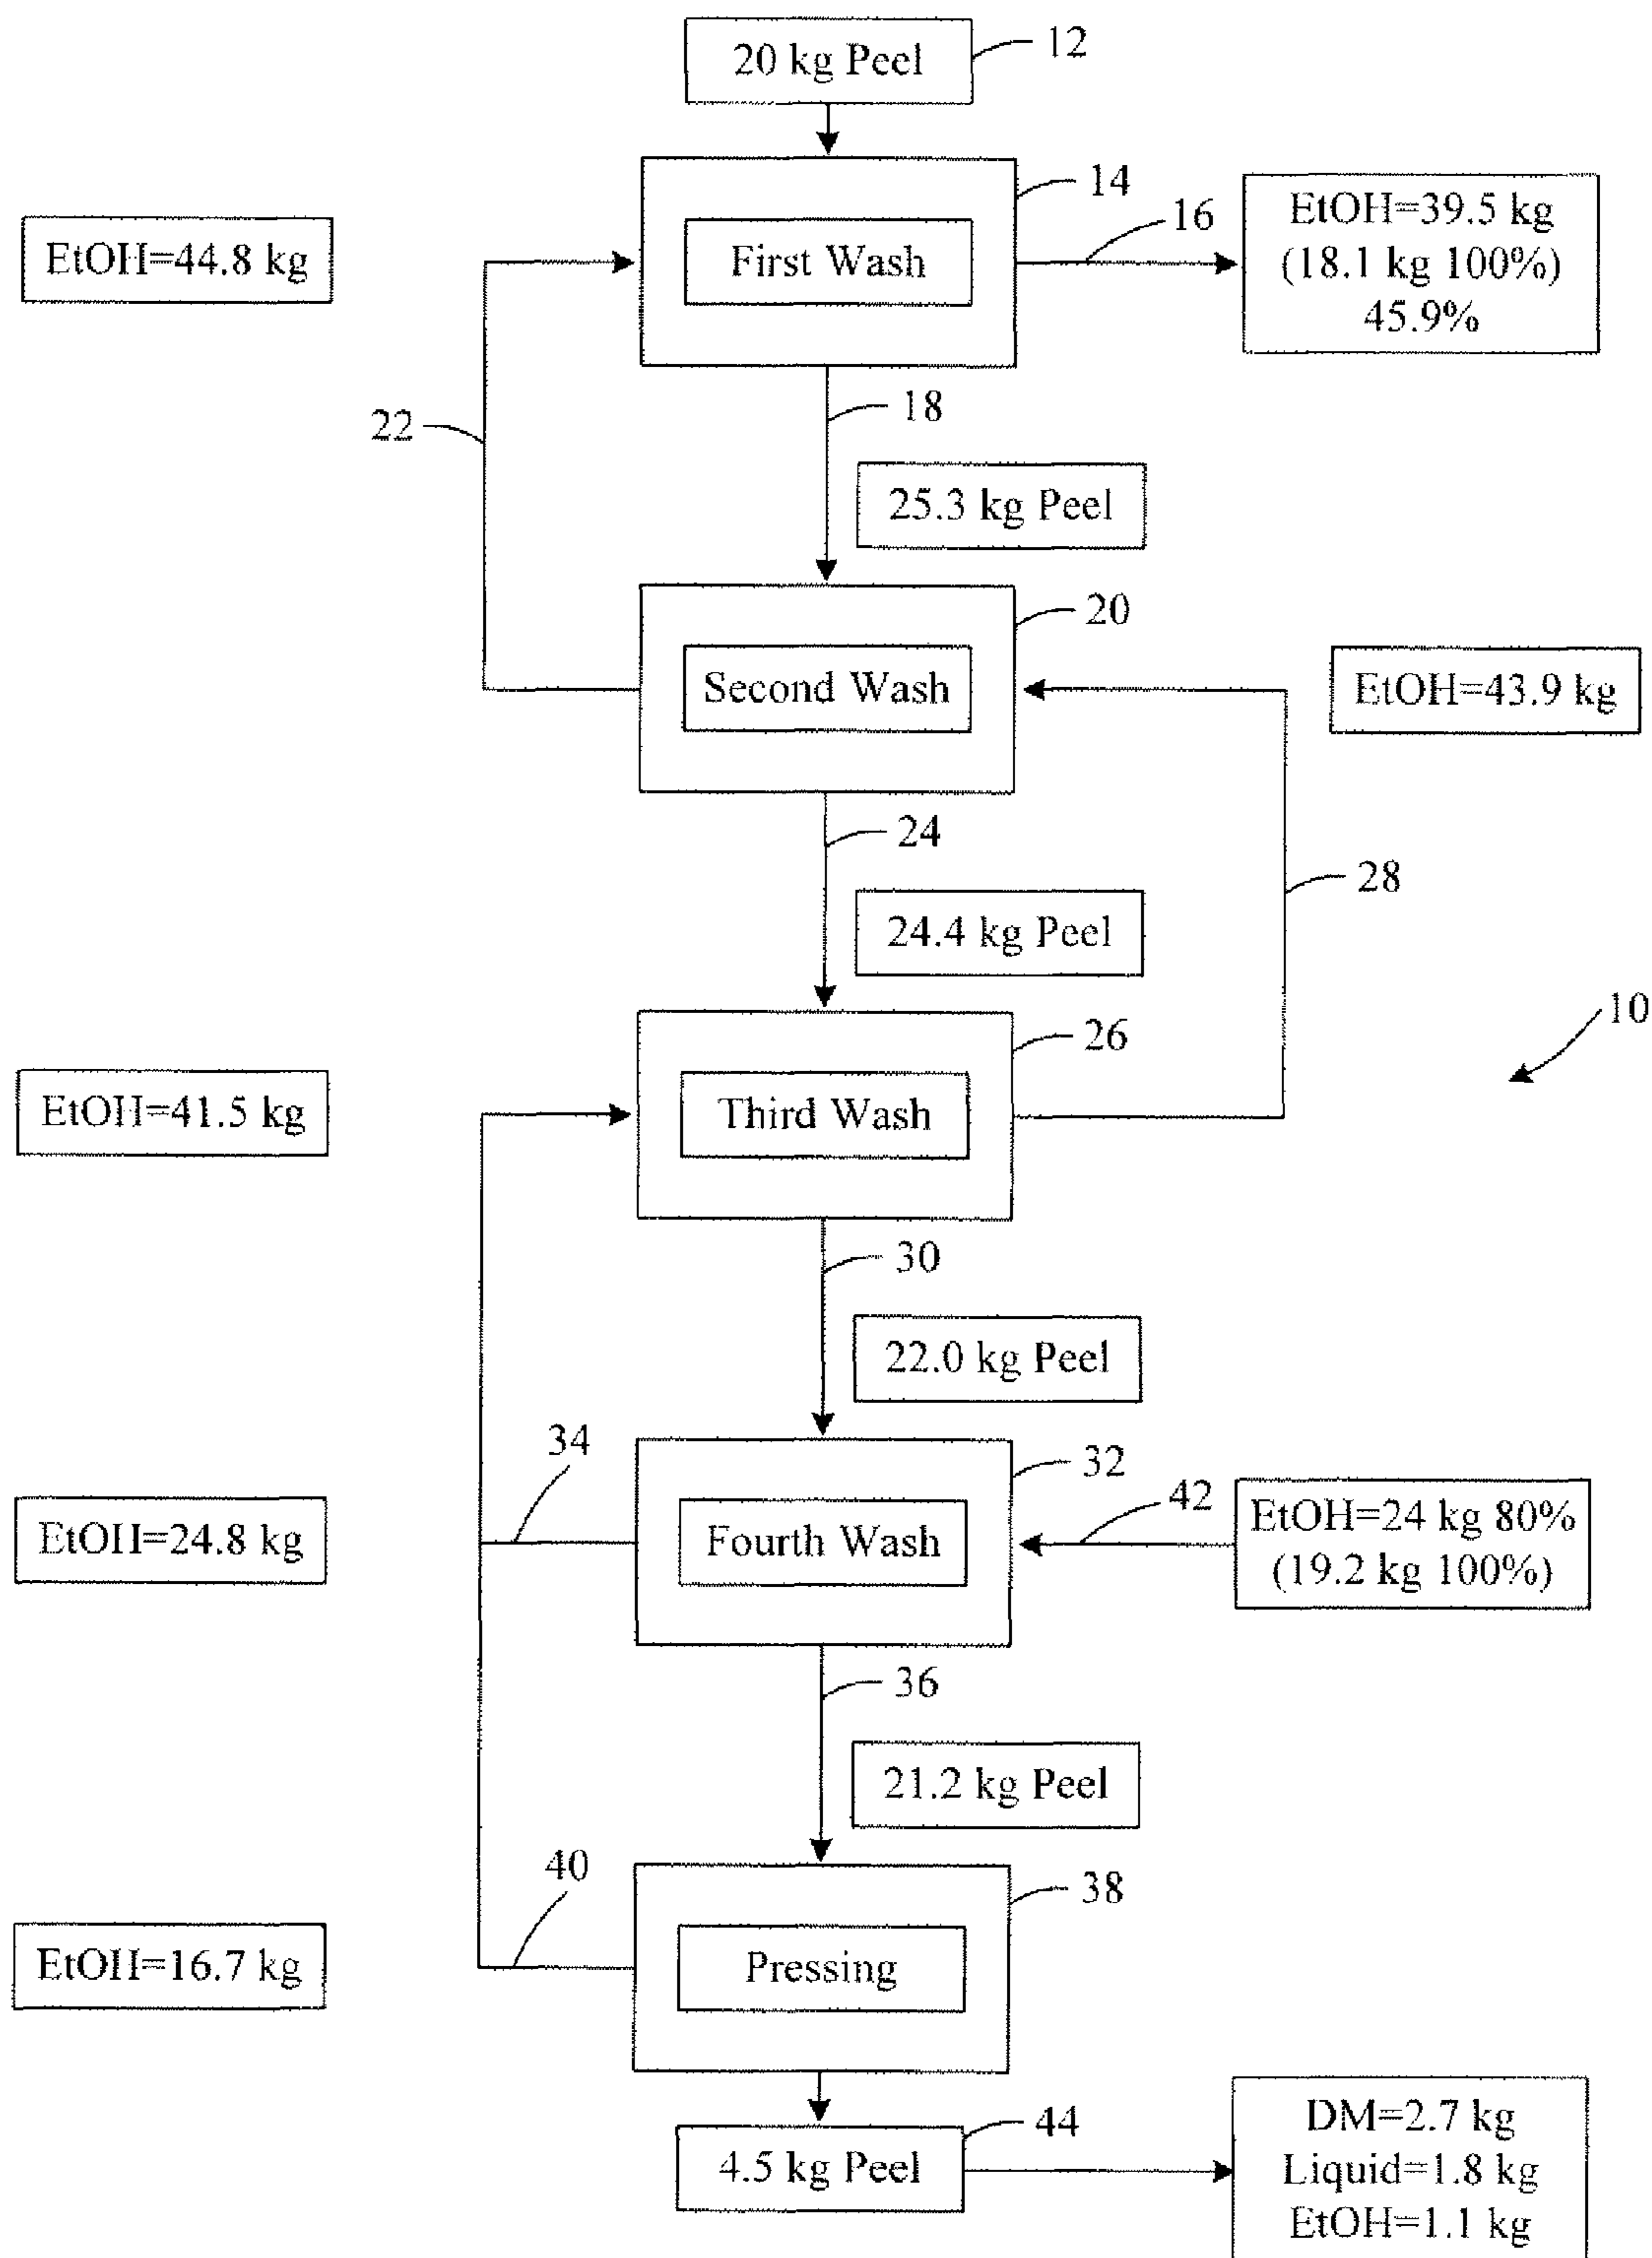 20 kg Peel
12
14
16
EtOH=39.5 kg
(18.1 kg 100%)
45.9%
EtOH=44.8 kg
First Wash
22
18
25.3 kg Peel
20
Second Wash
EtOH=43.9 kg
24
28
24.4 kg Peel
10
26
EtOH=41.5 kg
Third Wash
30
22.0 kg Peel
34
32
42
EtOH=24 kg 80%
(19.2 kg 100%)
EtOH=24.8 kg
Fourth Wash
36
21.2 kg Peel
40
38
EtOH=16.7 kg
Pressing
44
4.5 kg Peel
DM=2.7 kg
Liquid=1.8 kg
EtOH=1.1 kg